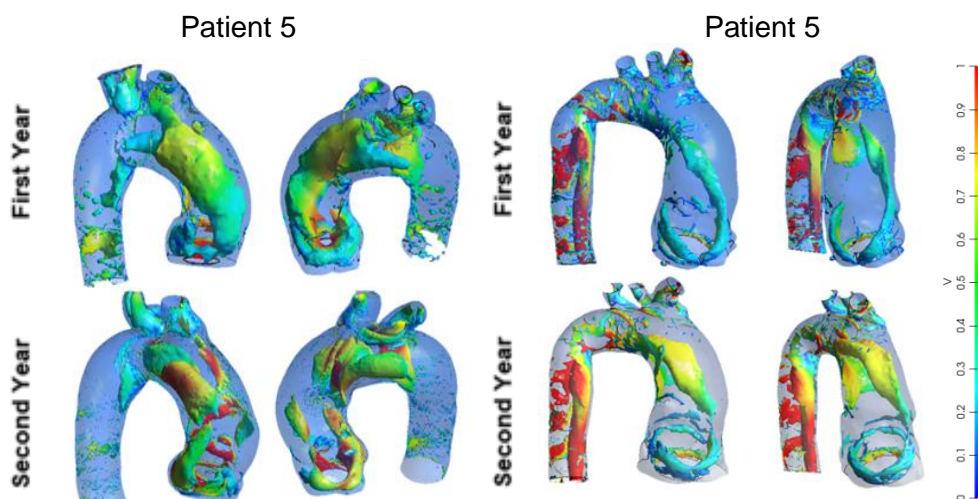 Patient 5
Patient 5
First Year
First Year
Second Year
Second Year
1
0.9
0.8
0.7
0.6
0.5
0.4
0.3
0.2
0.1
0
V